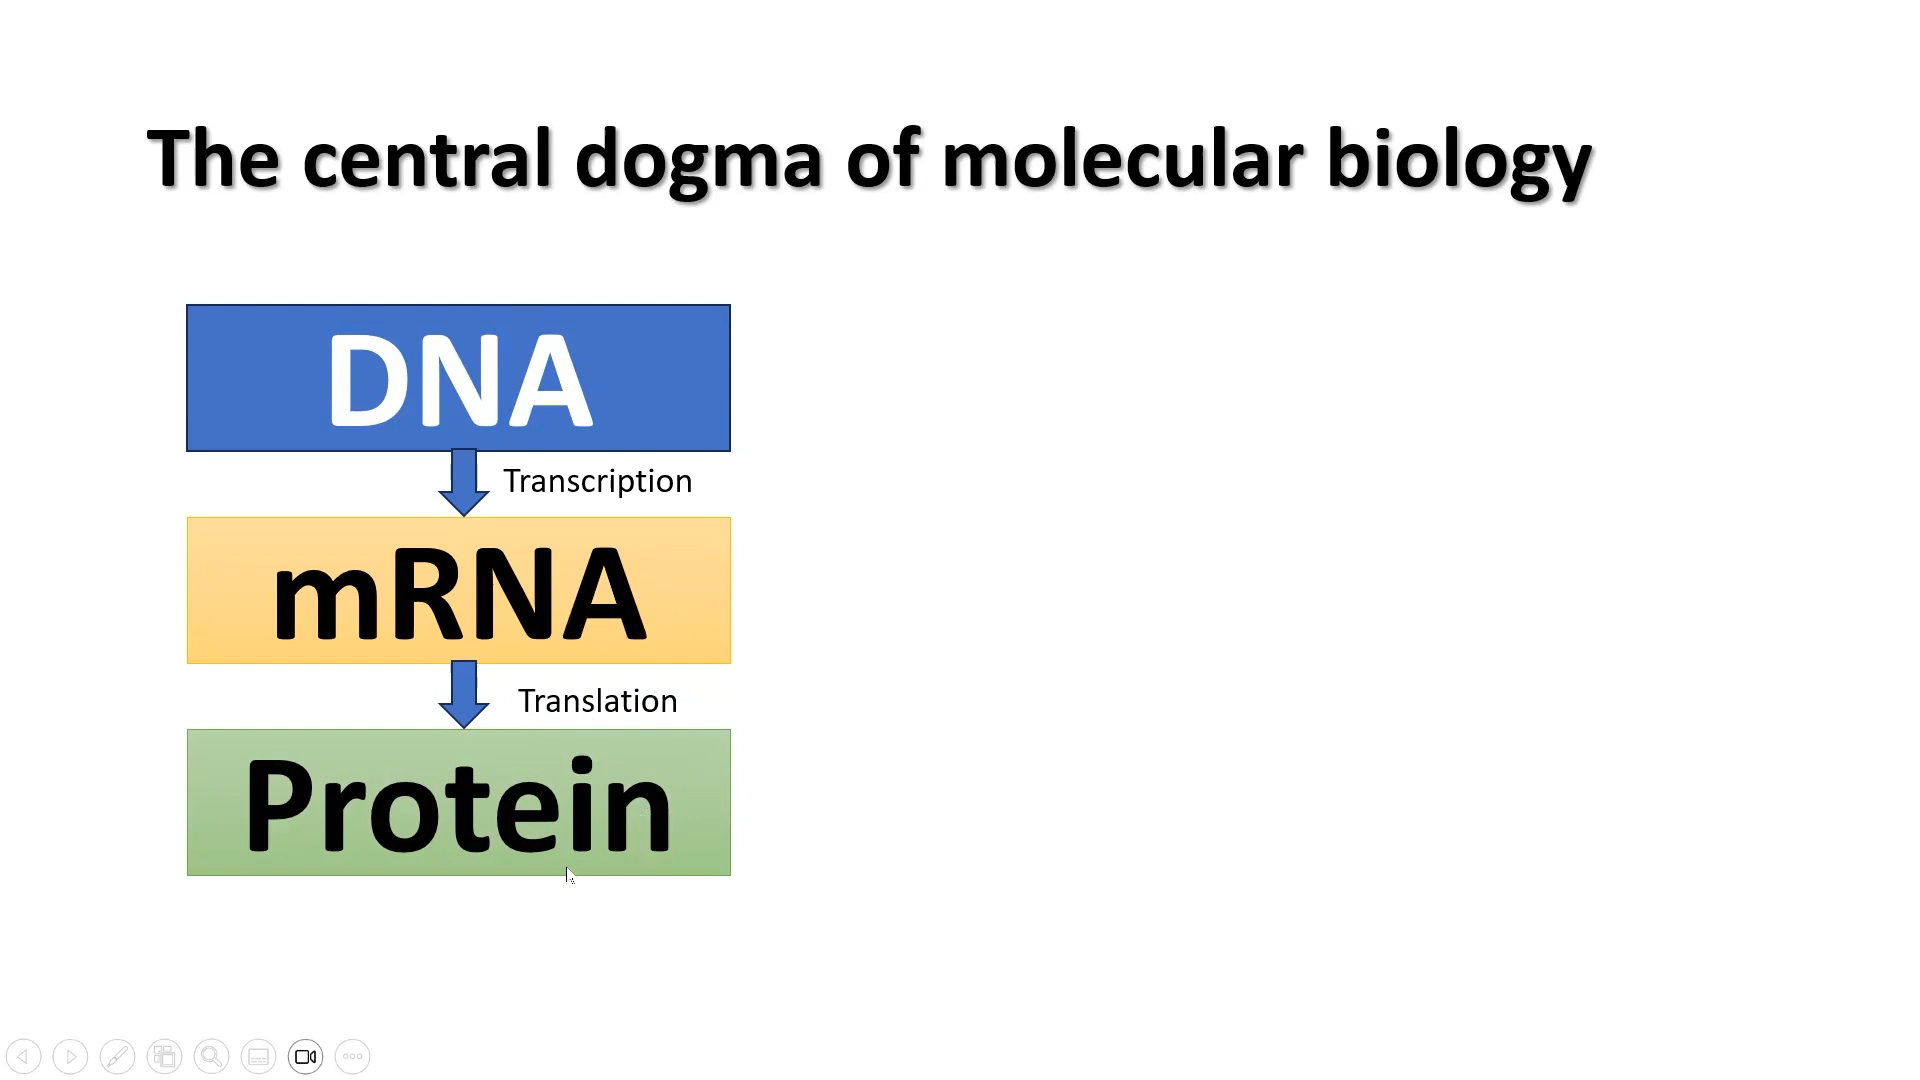 The central dogma of molecular biology
DNA
Transcription
mRNA
Translation
Protein